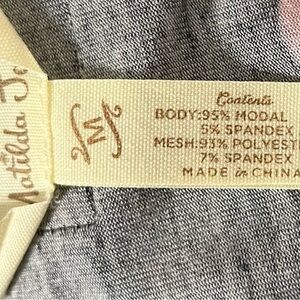 Matilda J
Contents
BODY:95% MODAL
5% SPANDEX
MESH:93% POLYESTE
7% SPANDEX
MADE in CHINA